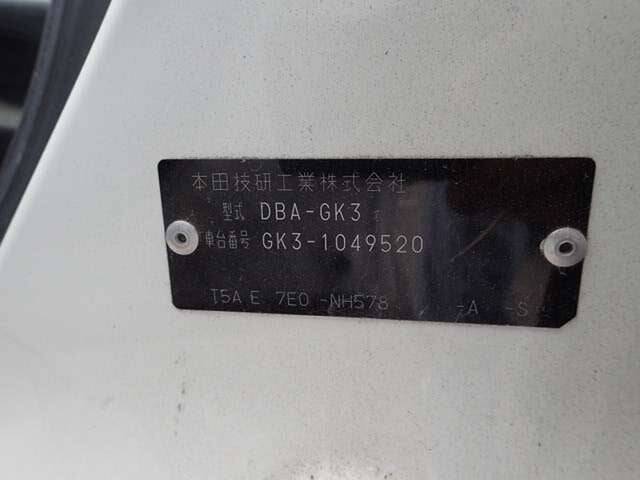 本田技研工業株式会社
型式 DBA-GK3
車台番号 GK3-1049520
T5A E 7E0 -NH578 -A -S